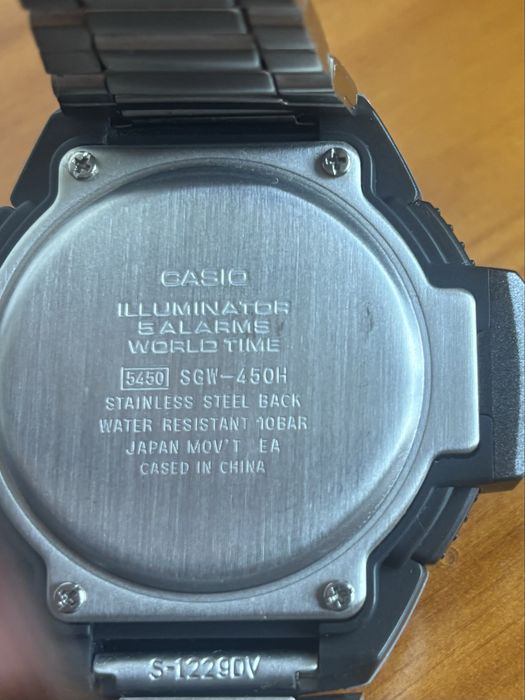 CASIO
ILLUMINATOR
5 ALARMS
WORLD TIME
5450 SGW-450H
STAINLESS STEEL BACK
WATER RESISTANT 10BAR
JAPAN MOV'T EA
CASED IN CHINA
S-1229DV